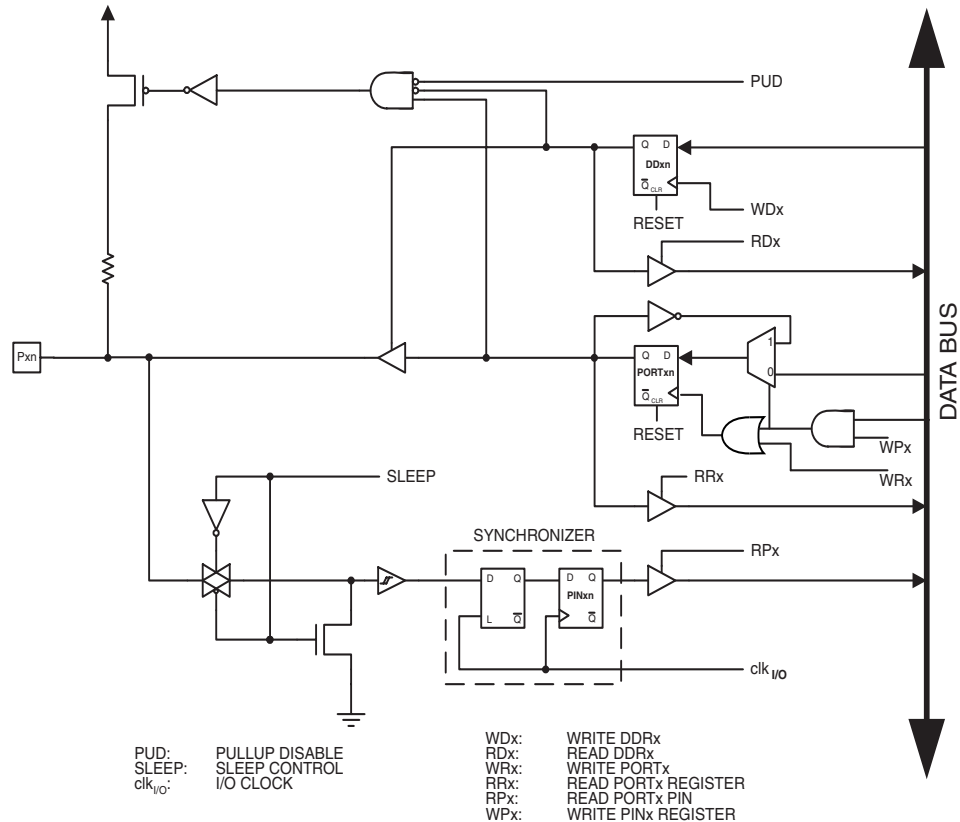 PUD
Q D
DDxn
Q CLR
WDx
RESET
RDx
DATA BUS
1
Pxn
Q D
0
PORTxn
Q CLR
RESET
WPx
WRx
SLEEP
RRx
SYNCHRONIZER
RPx
D Q
D Q
PINxn
L Q
Q
clk I/O
PUD: PULLUP DISABLE
SLEEP: SLEEP CONTROL
clkI/O: I/O CLOCK
WDx: WRITE DDRx
RDx: READ DDRx
WRx: WRITE PORTx
RRx: READ PORTx REGISTER
RPx: READ PORTx PIN
WPx: WRITE PINx REGISTER